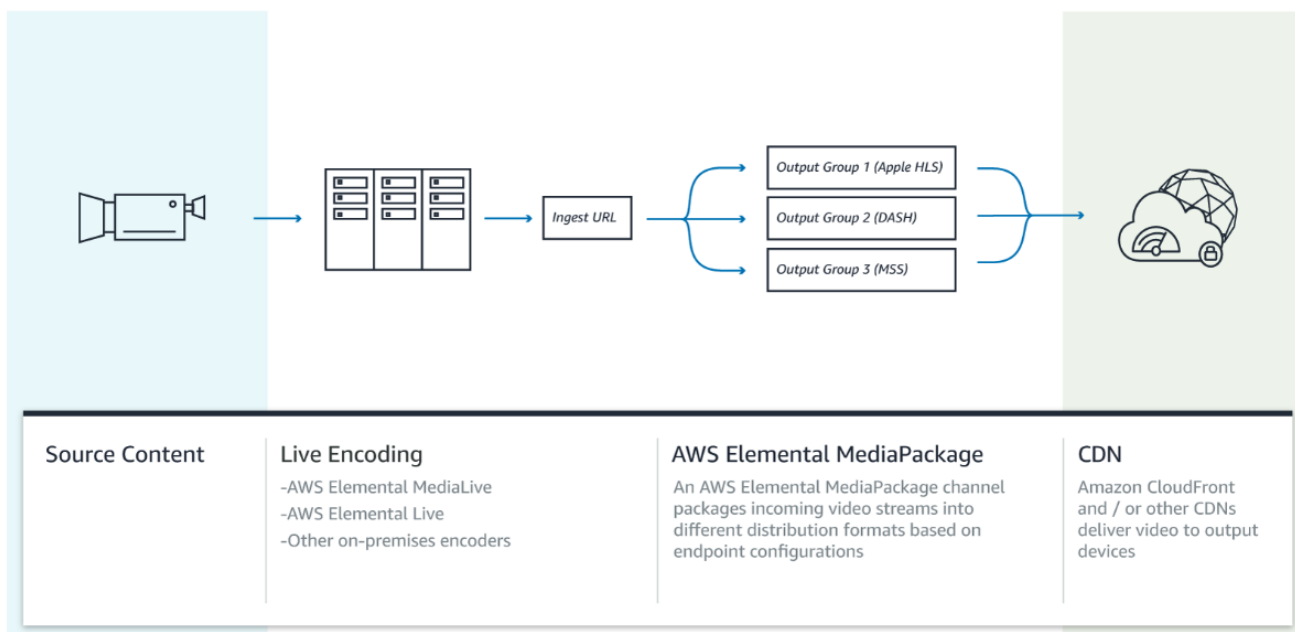 Ingest URL
Output Group 1 (Apple HLS)
Output Group 2 (DASH)
Output Group 3 (MSS)
Source Content
Live Encoding
-AWS Elemental MediaLive
-AWS Elemental Live
-Other on-premises encoders
AWS Elemental MediaPackage
An AWS Elemental MediaPackage channel
packages incoming video streams into
different distribution formats based on
endpoint configurations
CDN
Amazon CloudFront
and / or other CDNs
deliver video to output
devices